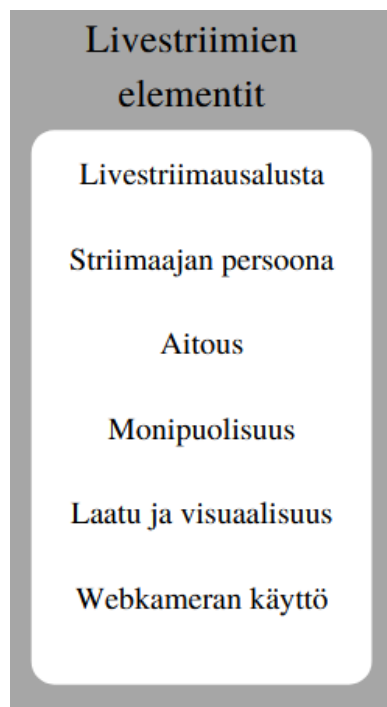 Livestriimien
elementit
Livestriimausalusta
Striimaajan persoona
Aitous
Monipuolisuus
Laatu ja visuaalisuus
Webkameran käyttö